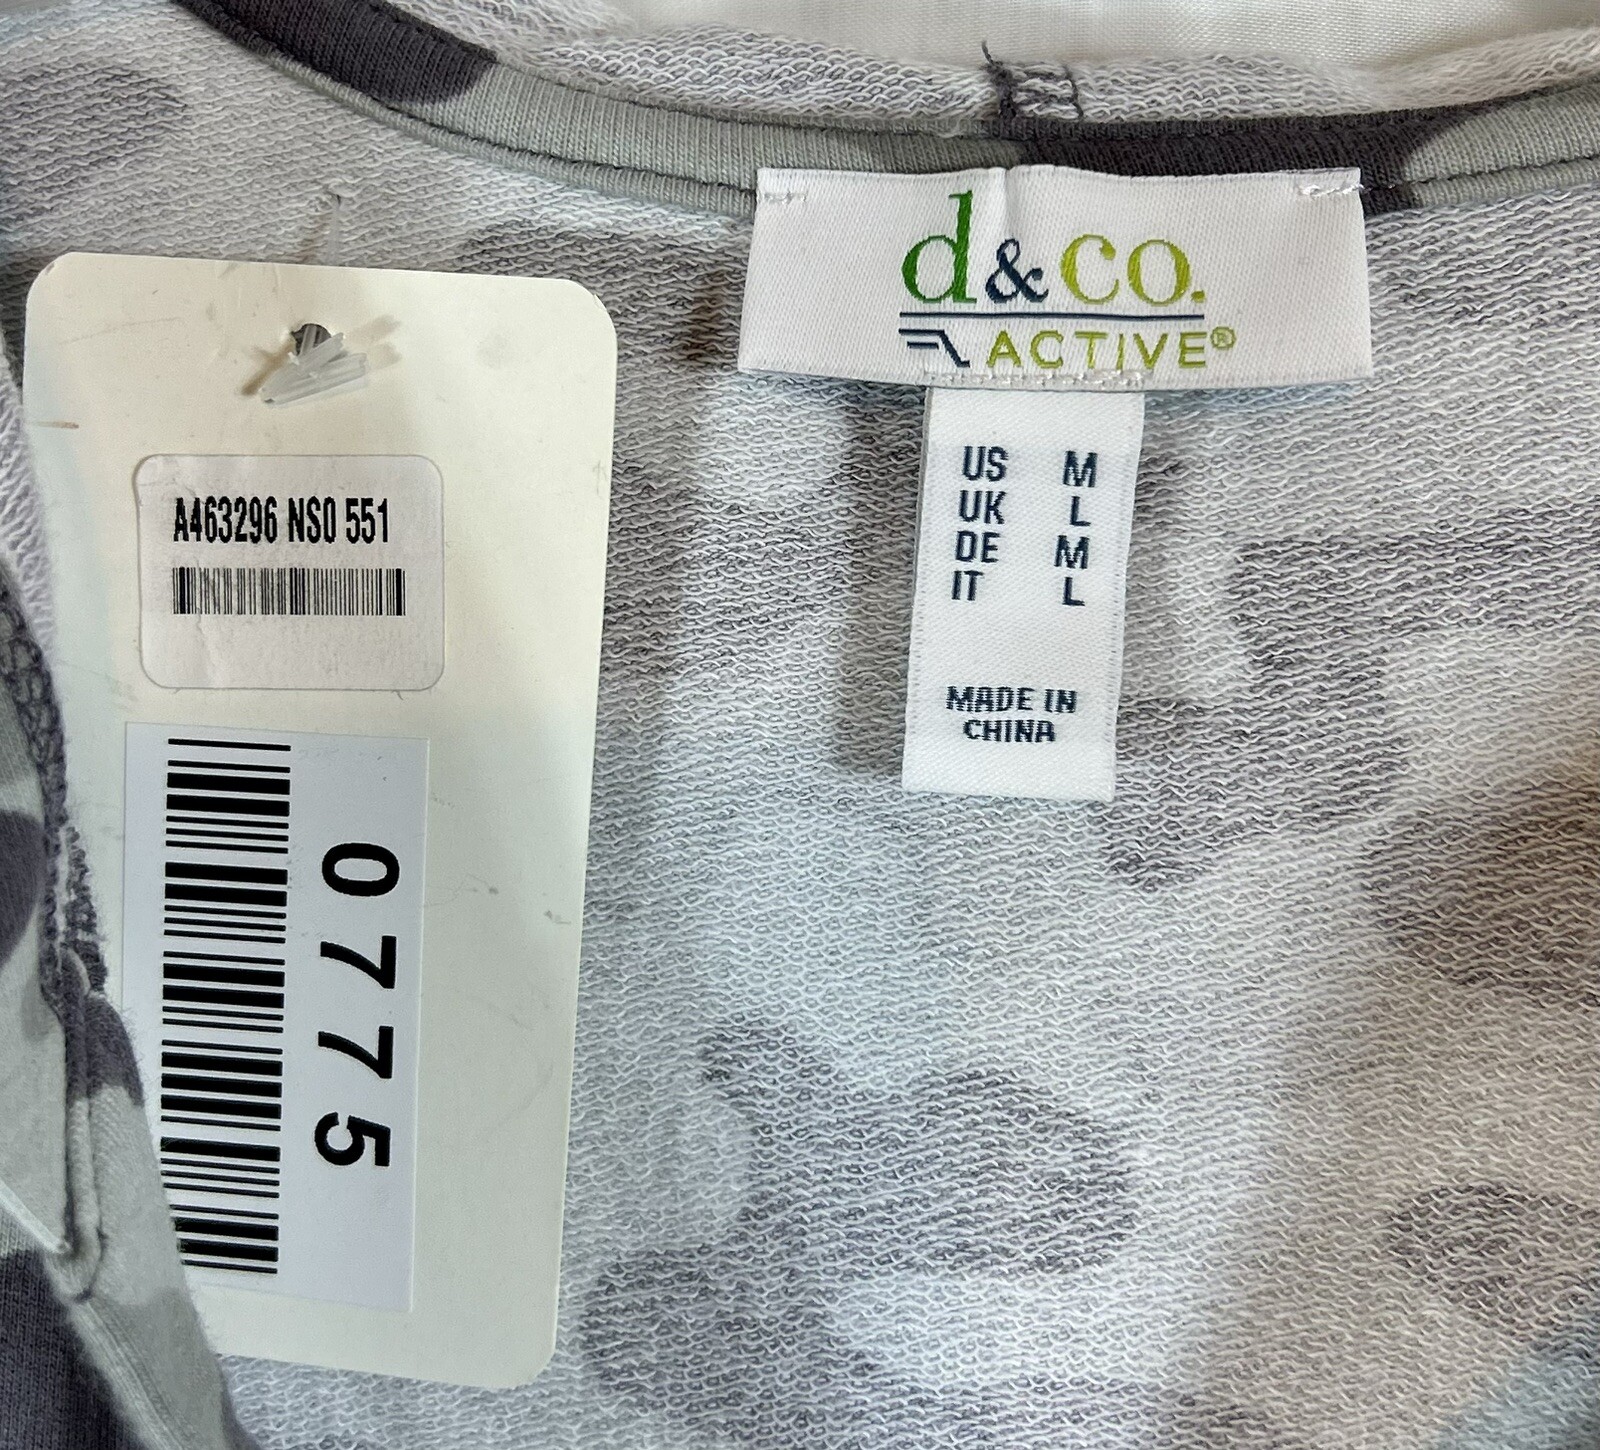 d&co.
ACTIVE®
US M
UK L
DE M
IT L
MADE IN
CHINA
A463296 NS0 551
0775